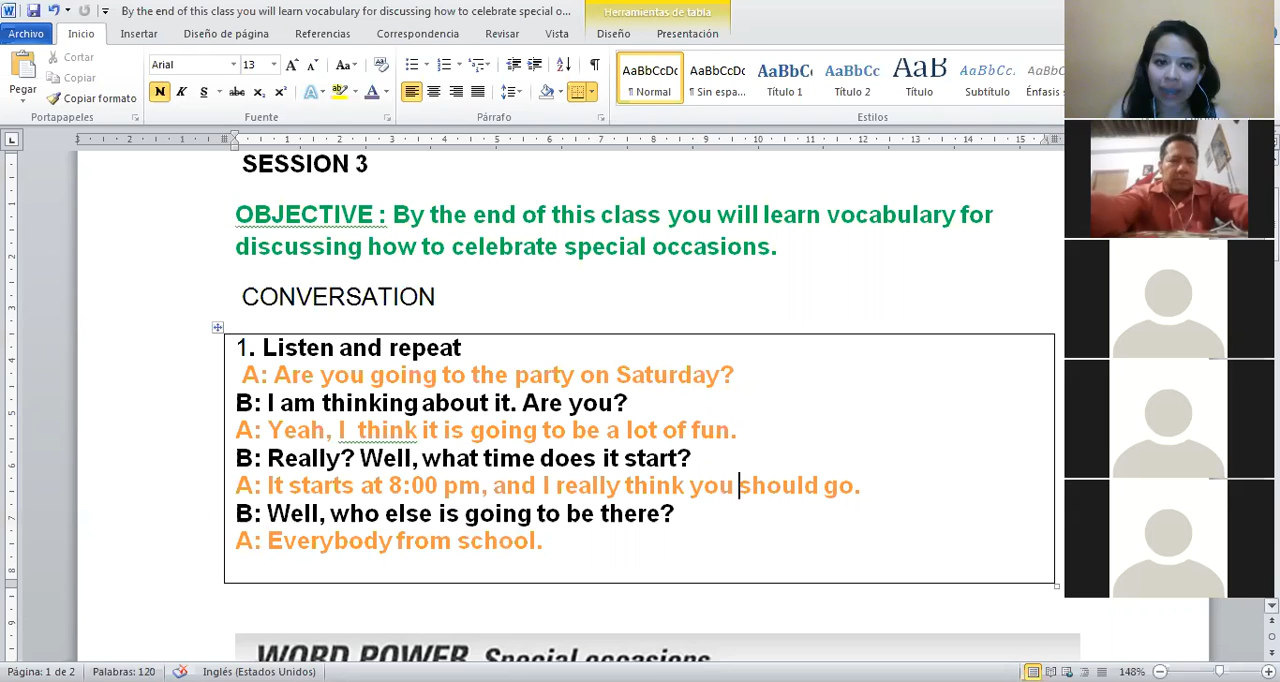 By the end of this class you will learn vocabulary for discussing how to celebrate special o...
Herramientas de tabla
Archivo Inicio Insertar Diseño de página Referencias Correspondencia Revisar Vista Diseño Presentación
Pegar
Cortar
Copiar
Copiar formato
Portapapeles
Arial 13
Fuente
Párrafo
AaBbCcDc AaBbCcDc AaBbC AaBbCc AaB AaBbCcL AaBbCcDc
¶ Normal ¶ Sin espa... Título 1 Título 2 Título Subtítulo Énfasis
Estilos
SESSION 3
OBJECTIVE : By the end of this class you will learn vocabulary for
discussing how to celebrate special occasions.
CONVERSATION
1. Listen and repeat
A: Are you going to the party on Saturday?
B: I am thinking about it. Are you?
A: Yeah, I think it is going to be a lot of fun.
B: Really? Well, what time does it start?
A: It starts at 8:00 pm, and I really think you should go.
B: Well, who else is going to be there?
A: Everybody from school.
WORD POWER Special occasions
Página: 1 de 2 Palabras: 120 Inglés (Estados Unidos) 148%